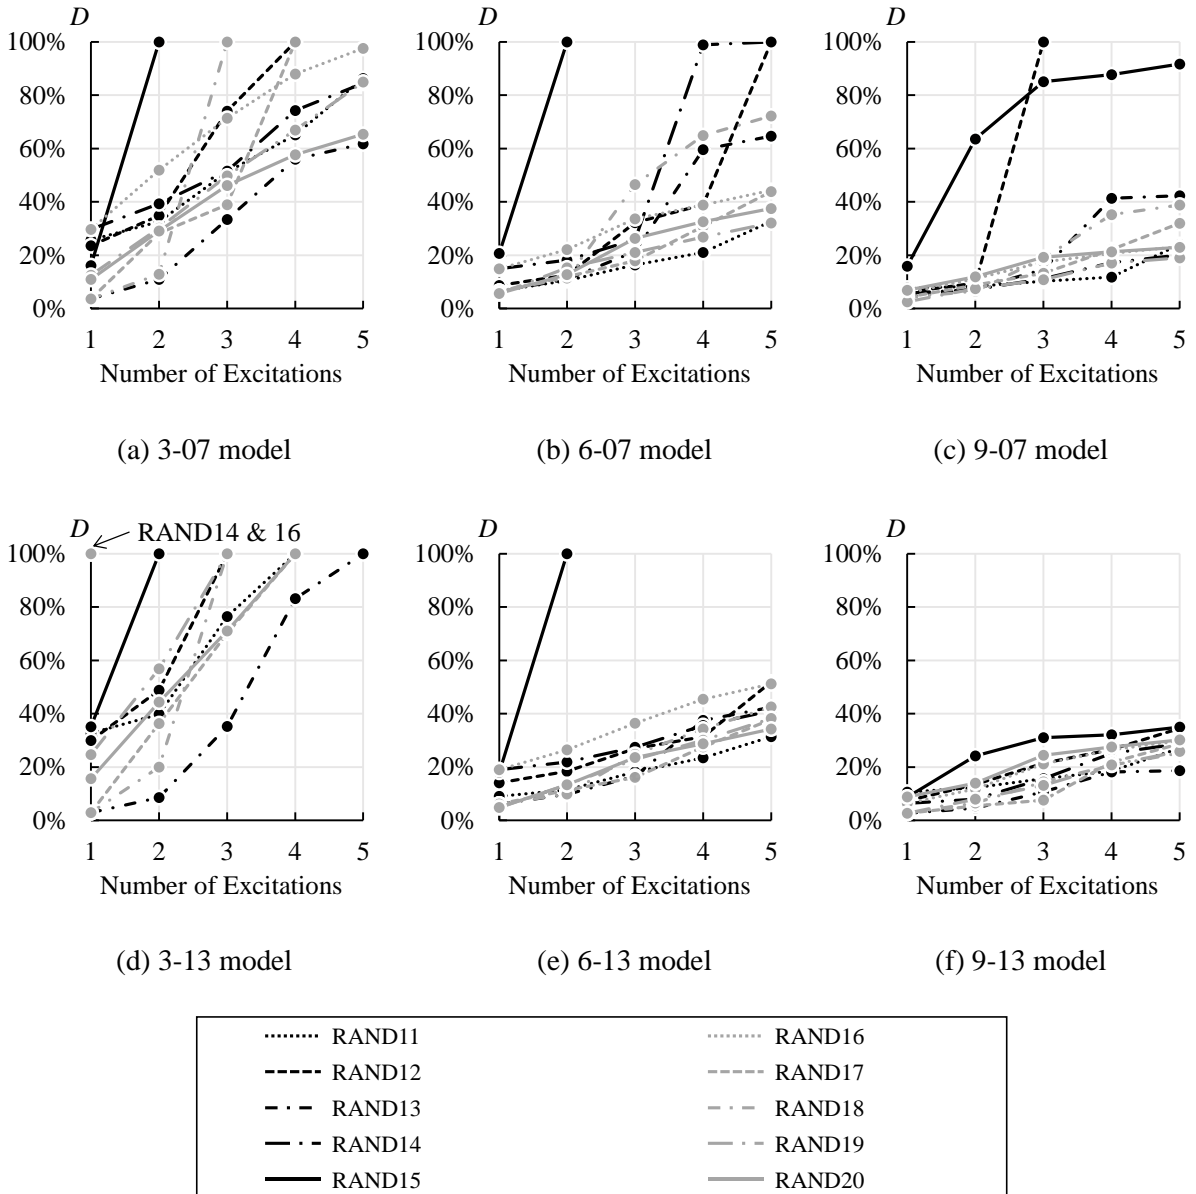 D D D
100% 100% 100%
80% 80% 80%
60% 60% 60%
40% 40% 40%
20% 20% 20%
0% 0% 0%
1 2 3 4 5 1 2 3 4 5 1 2 3 4 5
Number of Excitations Number of Excitations Number of Excitations
(a) 3-07 model (b) 6-07 model (c) 9-07 model
D RAND14 & 16 D D
100% 100% 100%
80% 80% 80%
60% 60% 60%
40% 40% 40%
20% 20% 20%
0% 0% 0%
1 2 3 4 5 1 2 3 4 5 1 2 3 4 5
Number of Excitations Number of Excitations Number of Excitations
(d) 3-13 model (e) 6-13 model (f) 9-13 model
RAND11 RAND16
RAND12 RAND17
RAND13 RAND18
RAND14 RAND19
RAND15 RAND20